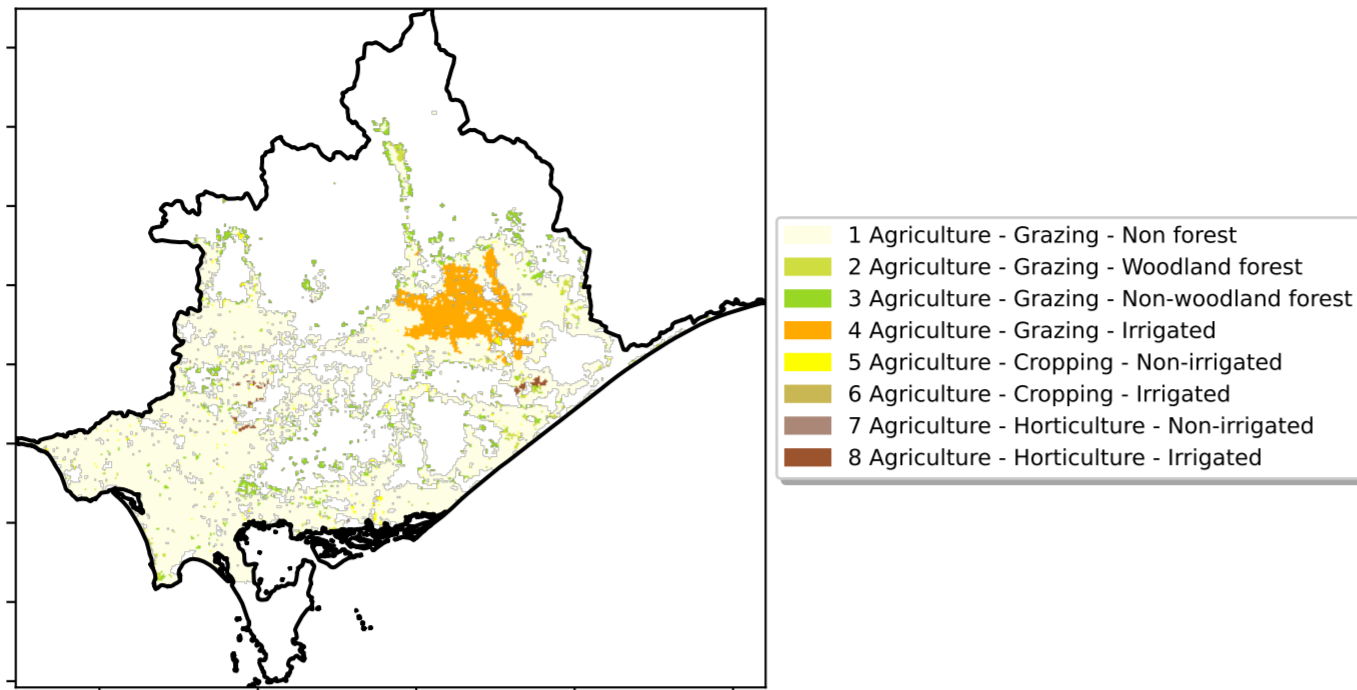 1 Agriculture - Grazing - Non forest
2 Agriculture - Grazing - Woodland forest
3 Agriculture - Grazing - Non-woodland forest
4 Agriculture - Grazing - Irrigated
5 Agriculture - Cropping - Non-irrigated
6 Agriculture - Cropping - Irrigated
7 Agriculture - Horticulture - Non-irrigated
8 Agriculture - Horticulture - Irrigated